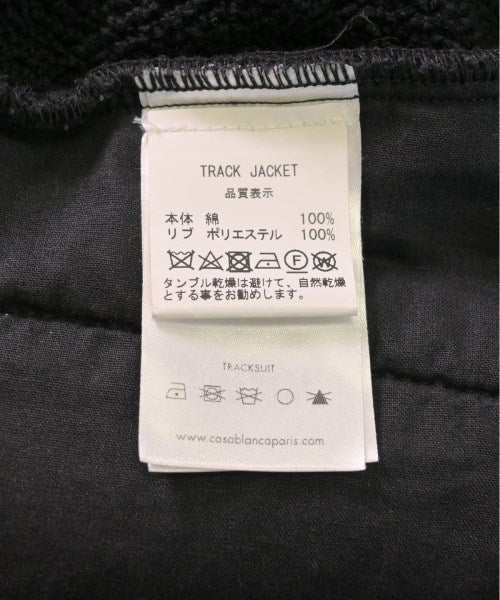 TRACK JACKET
品質表示
本体 綿 100%
リブ ポリエステル 100%
タンブル乾燥は避けて、自然乾燥
とする事をお勧めします。
TRACKSUIT
www.casablancaparis.com